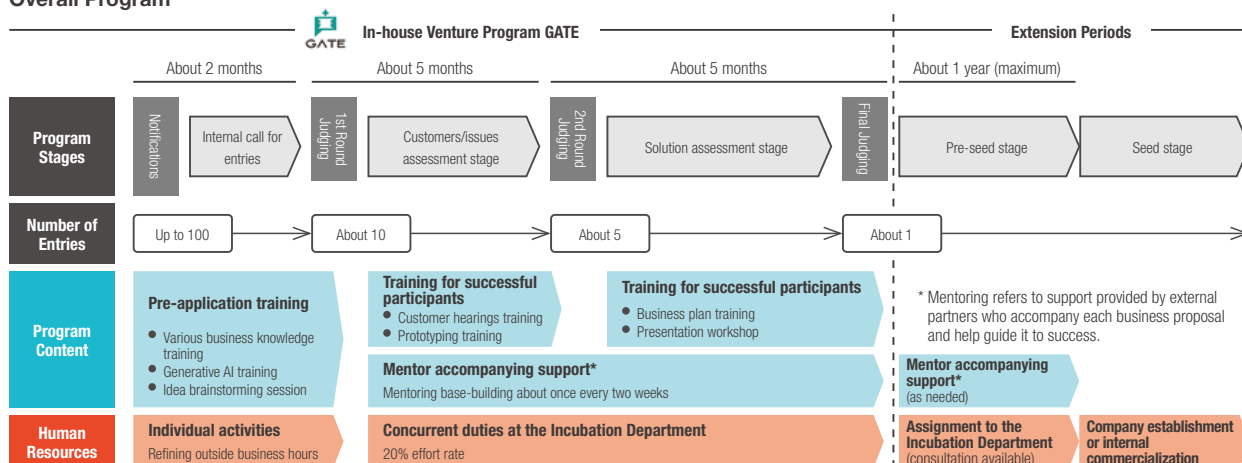 Overall Program
GATE
In-house Venture Program GATE
Extension Periods
About 2 months
About 5 months
About 5 months
About 1 year (maximum)
Program
Stages
Notifications
Internal call for
entries
1st Round
Judging
Customers/issues
assessment stage
2nd Round
Judging
Solution assessment stage
Final Judging
Pre-seed stage
Seed stage
Number of
Entries
Up to 100
About 10
About 5
About 1
Program
Content
Pre-application training
● Various business knowledge
training
● Generative AI training
● Idea brainstorming session
Training for successful
participants
● Customer hearings training
● Prototyping training
Training for successful participants
● Business plan training
● Presentation workshop
* Mentoring refers to support provided by external
partners who accompany each business proposal
and help guide it to success.
Mentor accompanying support*
Mentoring base-building about once every two weeks
Mentor accompanying
support*
(as needed)
Human
Resources
Individual activities
Refining outside business hours
Concurrent duties at the Incubation Department
20% effort rate
Assignment to the
Incubation Department
(consultation available)
Company establishment
or internal
commercialization